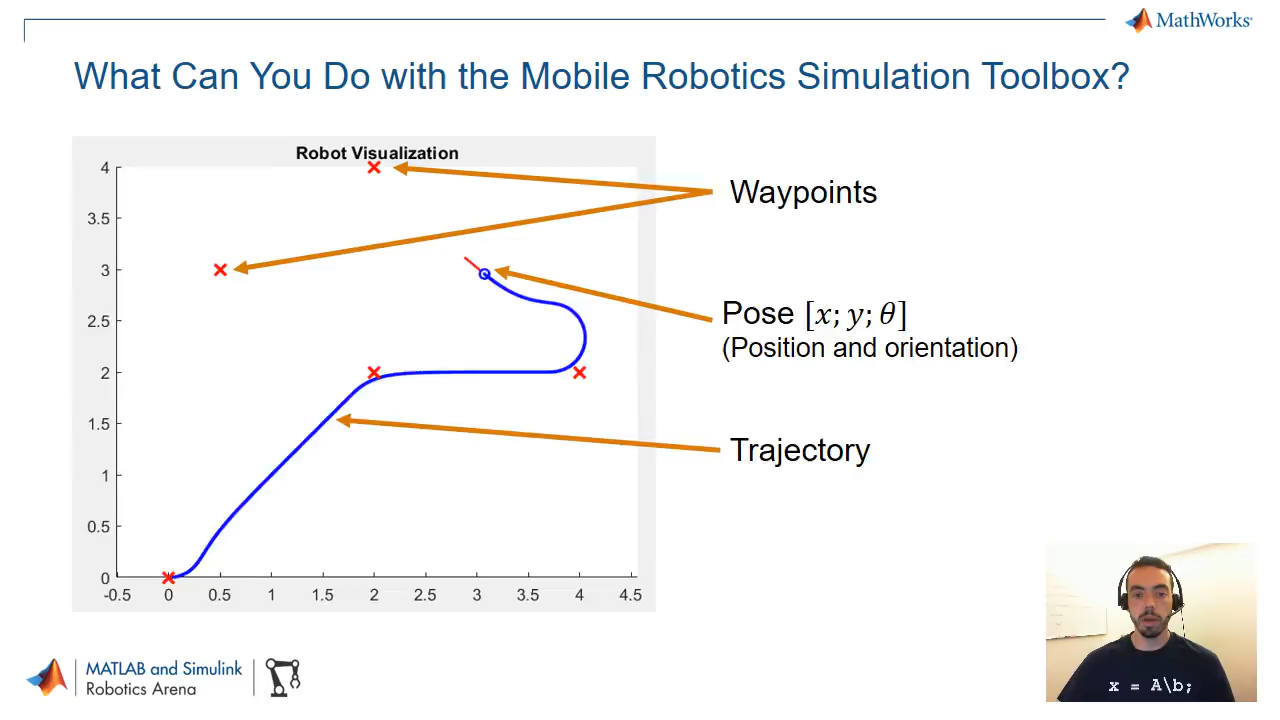 MathWorks®
What Can You Do with the Mobile Robotics Simulation Toolbox?
Robot Visualization
4
3.5
3
2.5
2
1.5
1
0.5
0
-0.5 0 0.5 1 1.5 2 2.5 3 3.5 4 4.5
Waypoints
Pose [x; y; θ]
(Position and orientation)
Trajectory
MATLAB and Simulink
Robotics Arena
x = A\b;